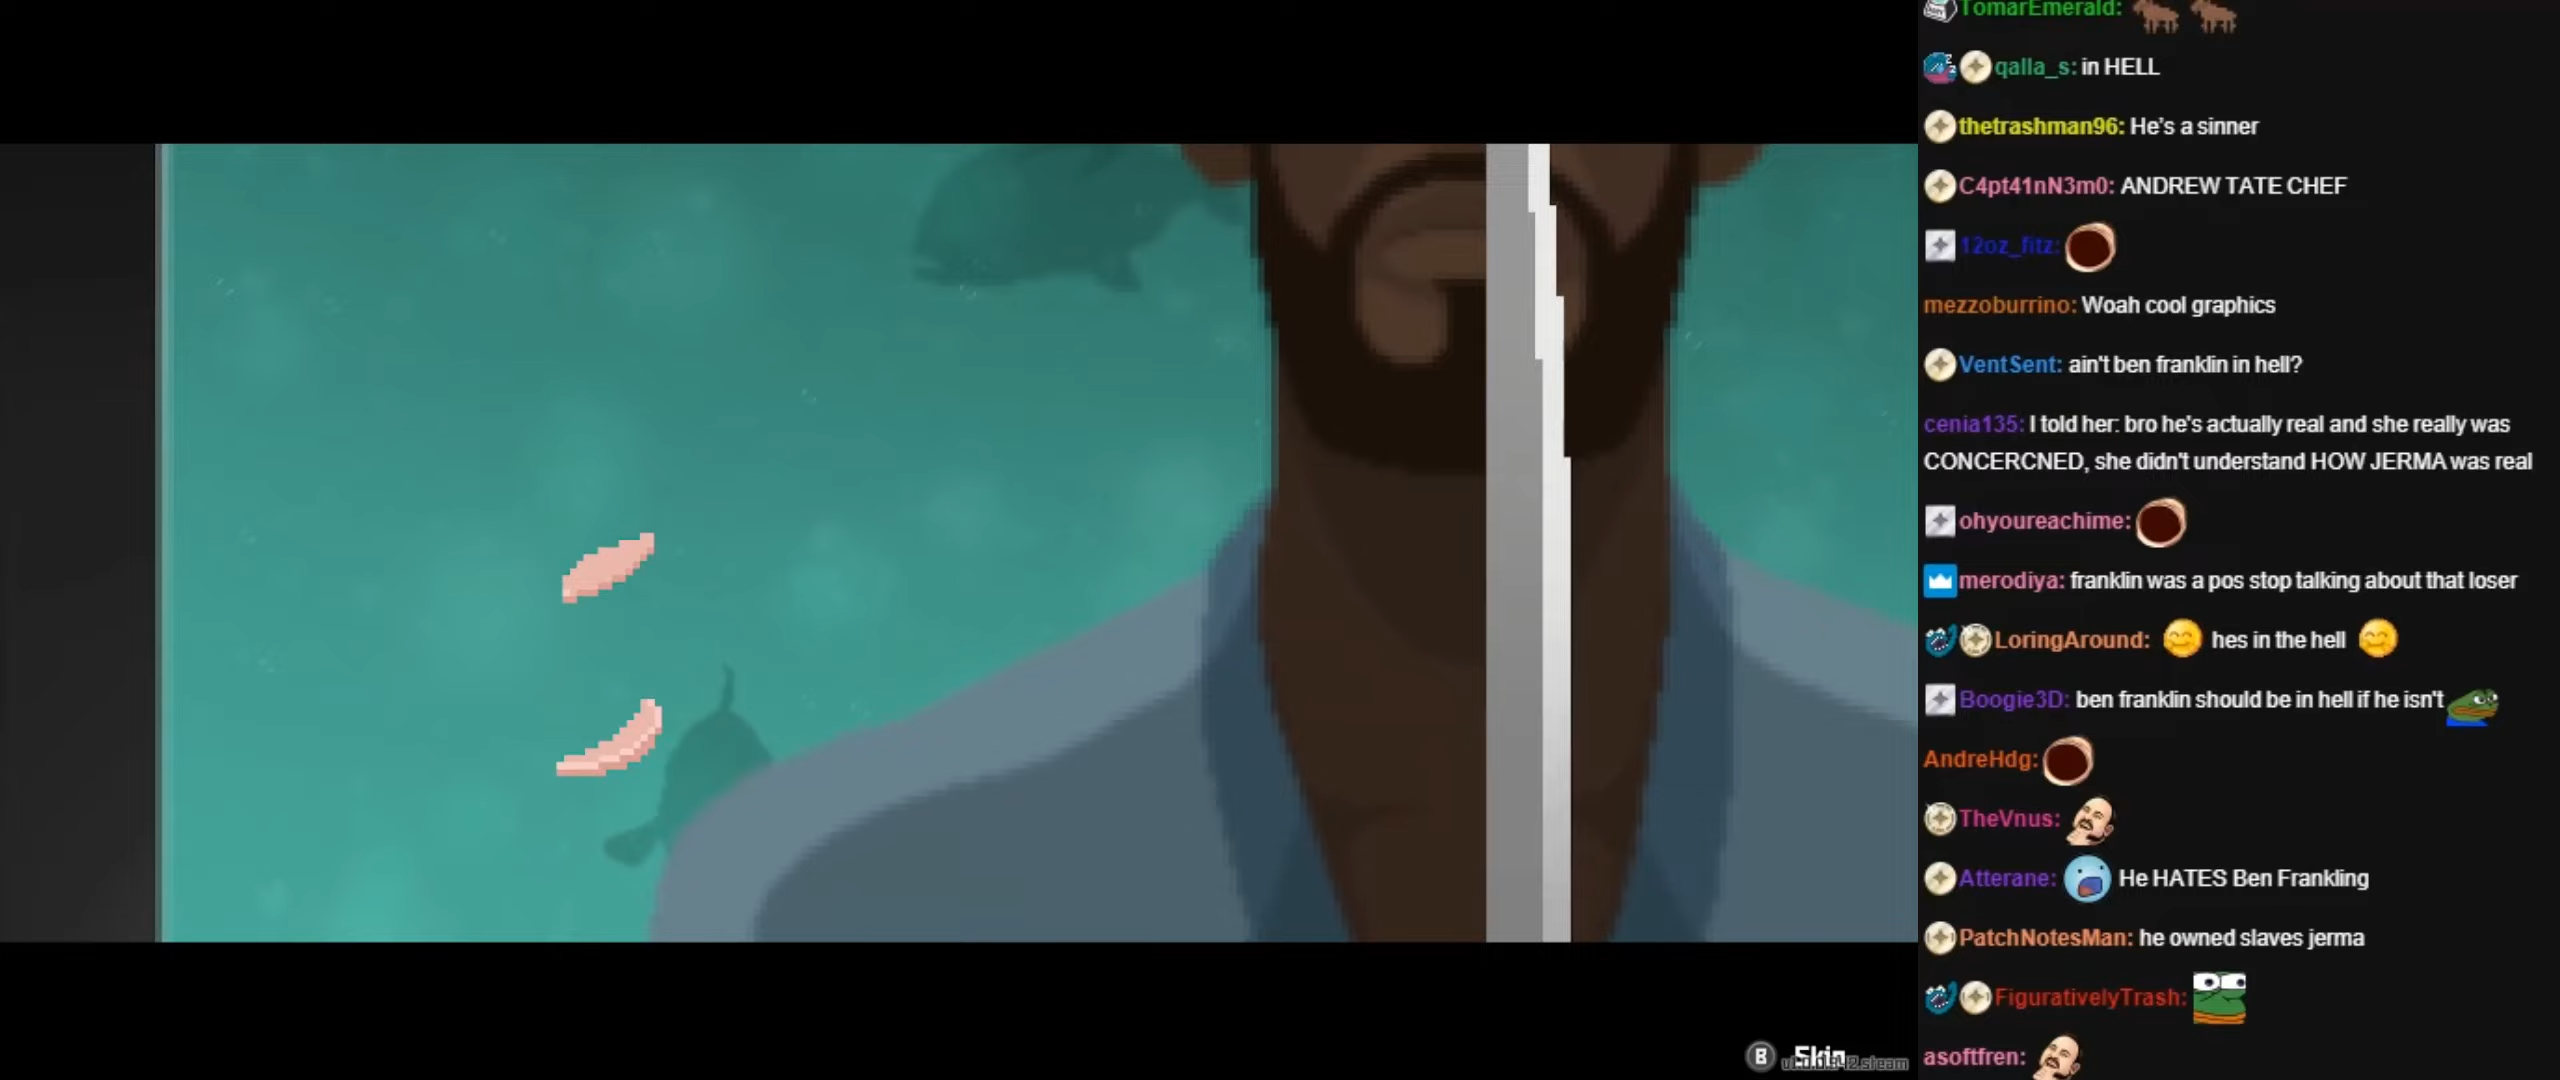 TomarEmerald:
qalla_s: in HELL
thetrashman96: He's a sinner
C4pt41nN3m0: ANDREW TATE CHEF
12oz_fitz:
mezzoburrino: Woah cool graphics
VentSent: ain't ben franklin in hell?
cenia135: I told her: bro he's actually real and she really was
CONCERCNED, she didn't understand HOW JERMA was real
ohyoureachime:
merodiya: franklin was a pos stop talking about that loser
LoringAround: hes in the hell
Boogie3D: ben franklin should be in hell if he isn't
AndreHdg:
TheVnus:
Atterane: He HATES Ben Frankling
PatchNotesMan: he owned slaves jerma
FigurativelyTrash:
asoftfren:
B Skip